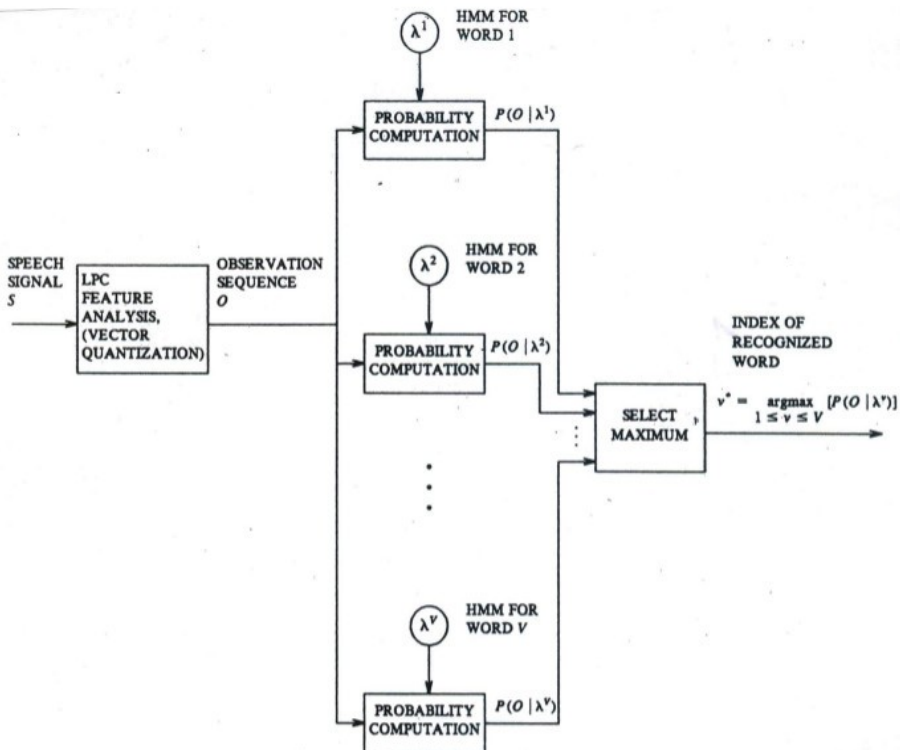 λ¹
HMM FOR
WORD 1
PROBABILITY
COMPUTATION
P(O | λ¹)
SPEECH
SIGNAL
S
LPC
FEATURE
ANALYSIS,
(VECTOR
QUANTIZATION)
OBSERVATION
SEQUENCE
O
λ²
HMM FOR
WORD 2
PROBABILITY
COMPUTATION
P(O | λ²)
SELECT
MAXIMUM
INDEX OF
RECOGNIZED
WORD
v* = argmax [P(O | λᵛ)]
1 ≤ v ≤ V
λⱽ
HMM FOR
WORD V
PROBABILITY
COMPUTATION
P(O | λⱽ)